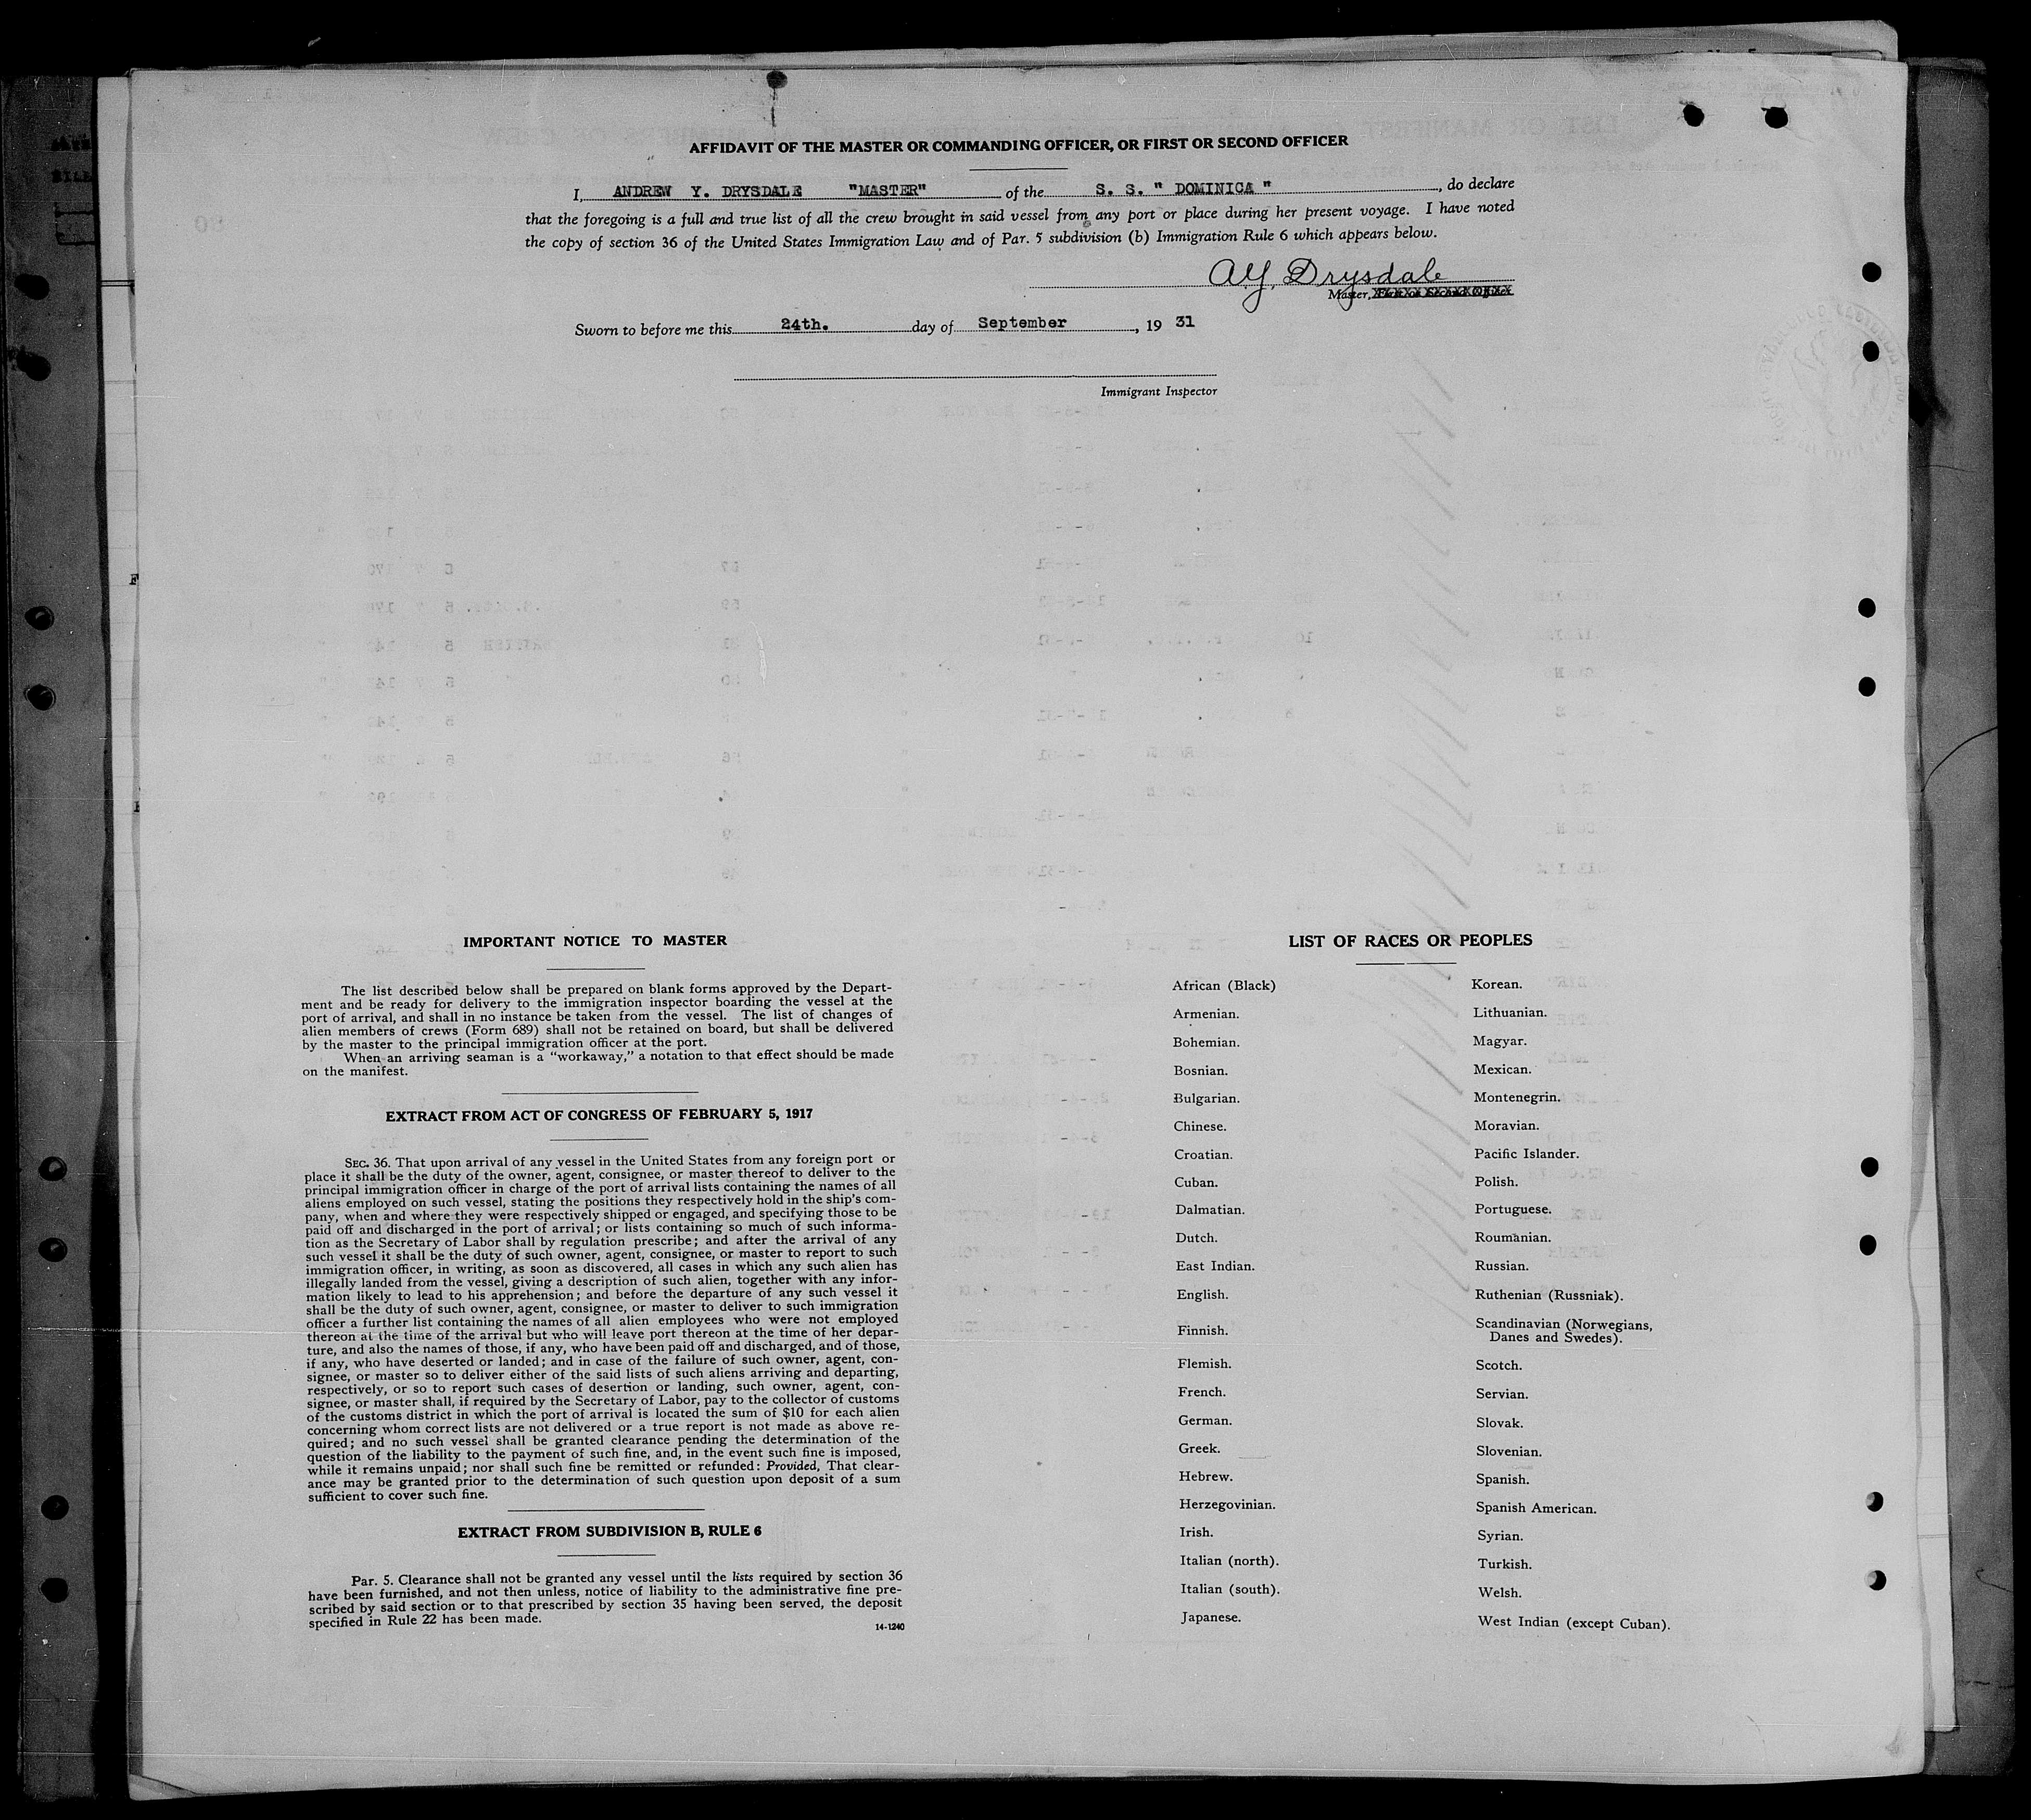 AFFIDAVIT OF THE MASTER OR COMMANDING OFFICER, OR FIRST OR SECOND OFFICER
I, ANDREW Y. DRYSDALE "MASTER" of the S. S. " DOMINICA ", do declare
that the foregoing is a full and true list of all the crew brought in said vessel from any port or place during her present voyage. I have noted
the copy of section 36 of the United States Immigration Law and of Par. 5 subdivision (b) Immigration Rule 6 which appears below.
A.Y. Drysdale
Master, First or Second Officer
Sworn to before me this 24th. day of September, 19 31
Immigrant Inspector
IMPORTANT NOTICE TO MASTER
The list described below shall be prepared on blank forms approved by the Depart-
ment and be ready for delivery to the immigration inspector boarding the vessel at the
port of arrival, and shall in no instance be taken from the vessel. The list of changes of
alien members of crews (Form 689) shall not be retained on board, but shall be delivered
by the master to the principal immigration officer at the port.
When an arriving seaman is a "workaway," a notation to that effect should be made
on the manifest.
EXTRACT FROM ACT OF CONGRESS OF FEBRUARY 5, 1917
SEC. 36. That upon arrival of any vessel in the United States from any foreign port or
place it shall be the duty of the owner, agent, consignee, or master thereof to deliver to the
principal immigration officer in charge of the port of arrival lists containing the names of all
aliens employed on such vessel, stating the positions they respectively hold in the ship's com-
pany, when and where they were respectively shipped or engaged, and specifying those to be
paid off and discharged in the port of arrival; or lists containing so much of such informa-
tion as the Secretary of Labor shall by regulation prescribe; and after the arrival of any
such vessel it shall be the duty of such owner, agent, consignee, or master to report to such
immigration officer, in writing, as soon as discovered, all cases in which any such alien has
illegally landed from the vessel, giving a description of such alien, together with any infor-
mation likely to lead to his apprehension; and before the departure of any such vessel it
shall be the duty of such owner, agent, consignee, or master to deliver to such immigration
officer a further list containing the names of all alien employees who were not employed
thereon at the time of the arrival but who will leave port thereon at the time of her depar-
ture, and also the names of those, if any, who have been paid off and discharged, and of those,
if any, who have deserted or landed; and in case of the failure of such owner, agent, con-
signee, or master so to deliver either of the said lists of such aliens arriving and departing,
respectively, or so to report such cases of desertion or landing, such owner, agent, con-
signee, or master shall, if required by the Secretary of Labor, pay to the collector of customs
of the customs district in which the port of arrival is located the sum of $10 for each alien
concerning whom correct lists are not delivered or a true report is not made as above re-
quired; and no such vessel shall be granted clearance pending the determination of the
question of the liability to the payment of such fine, and, in the event such fine is imposed,
while it remains unpaid; nor shall such fine be remitted or refunded: Provided, That clear-
ance may be granted prior to the determination of such question upon deposit of a sum
sufficient to cover such fine.
EXTRACT FROM SUBDIVISION B, RULE 6
Par. 5. Clearance shall not be granted any vessel until the lists required by section 36
have been furnished, and not then unless, notice of liability to the administrative fine pre-
scribed by said section or to that prescribed by section 35 having been served, the deposit
specified in Rule 22 has been made.
14-1240
LIST OF RACES OR PEOPLES
African (Black)
Armenian.
Bohemian.
Bosnian.
Bulgarian.
Chinese.
Croatian.
Cuban.
Dalmatian.
Dutch.
East Indian.
English.
Finnish.
Flemish.
French.
German.
Greek.
Hebrew.
Herzegovinian.
Irish.
Italian (north).
Italian (south).
Japanese.
Korean.
Lithuanian.
Magyar.
Mexican.
Montenegrin.
Moravian.
Pacific Islander.
Polish.
Portuguese.
Roumanian.
Russian.
Ruthenian (Russniak).
Scandinavian (Norwegians,
Danes and Swedes).
Scotch.
Servian.
Slovak.
Slovenian.
Spanish.
Spanish American.
Syrian.
Turkish.
Welsh.
West Indian (except Cuban).